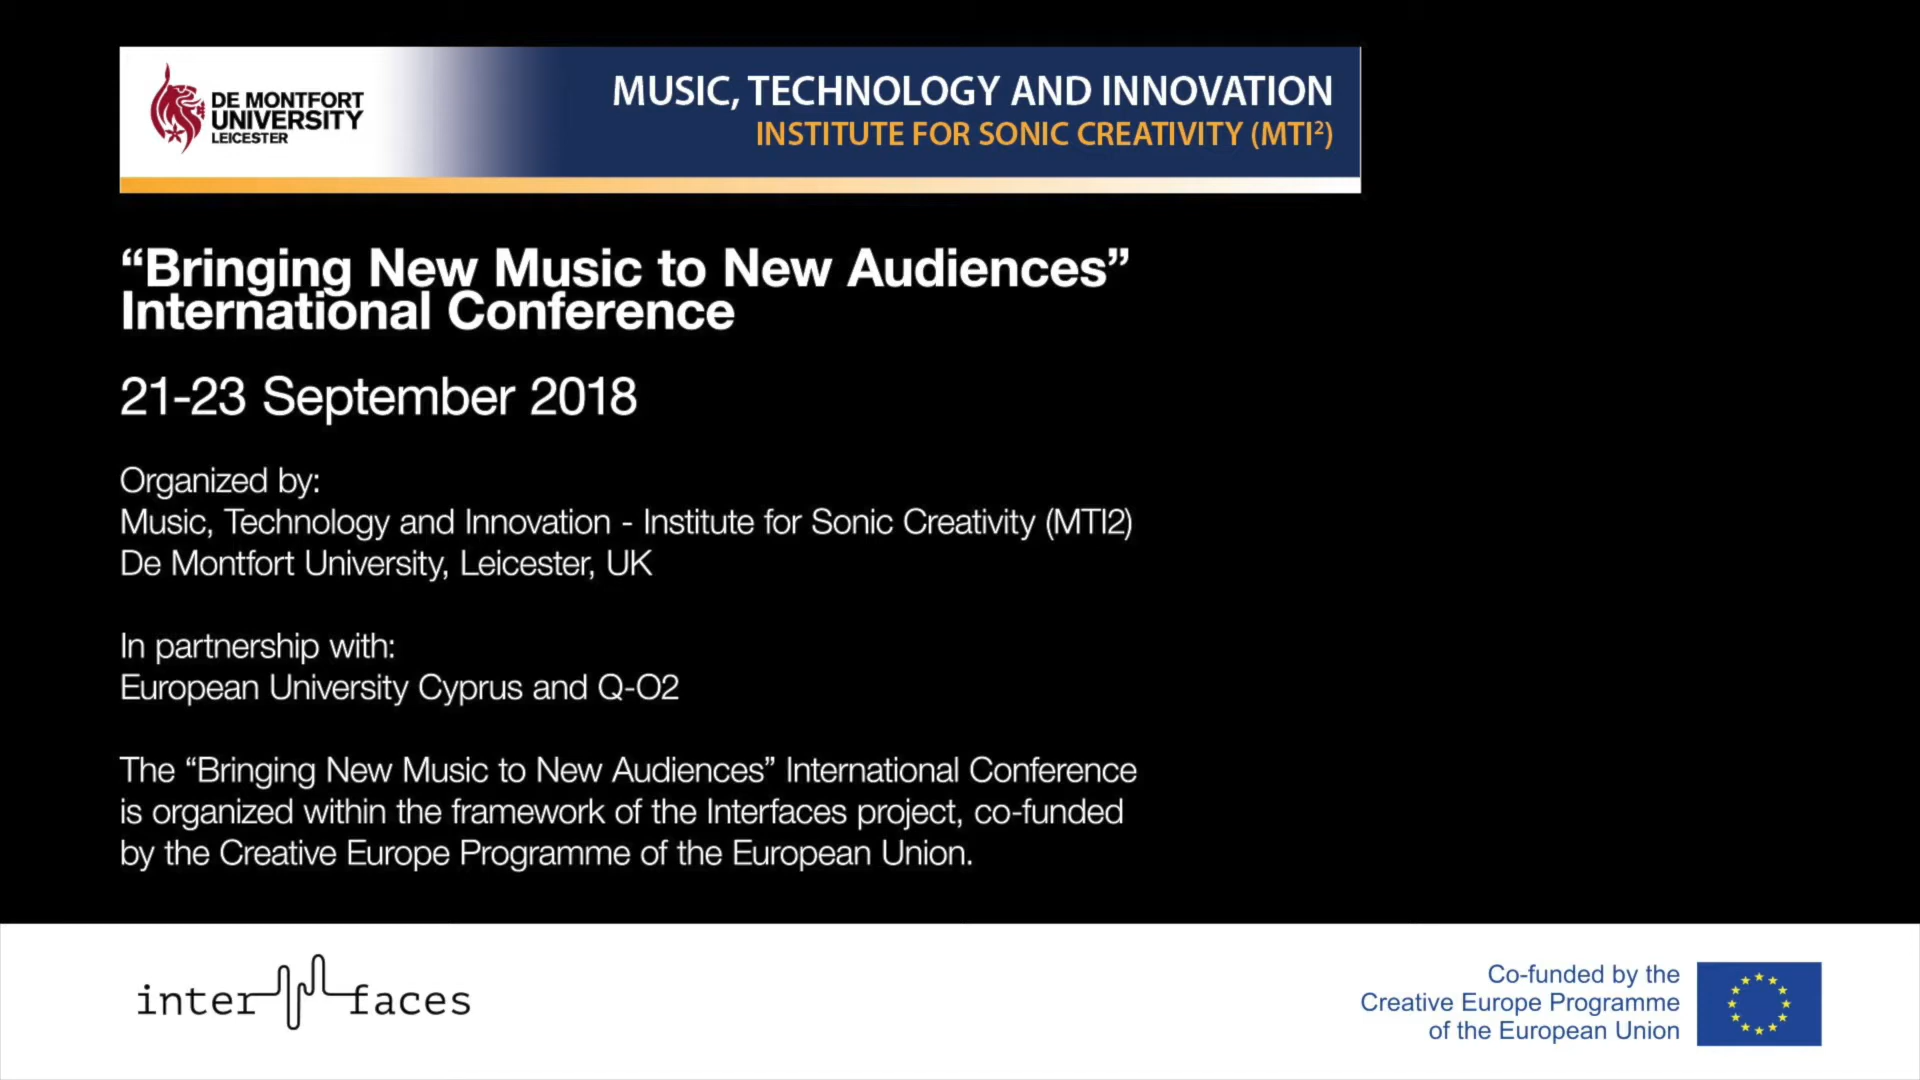 DE MONTFORT
UNIVERSITY
LEICESTER
MUSIC, TECHNOLOGY AND INNOVATION
INSTITUTE FOR SONIC CREATIVITY (MTI²)
“Bringing New Music to New Audiences”
International Conference
21-23 September 2018
Organized by:
Music, Technology and Innovation - Institute for Sonic Creativity (MTI2)
De Montfort University, Leicester, UK
In partnership with:
European University Cyprus and Q-O2
The “Bringing New Music to New Audiences” International Conference
is organized within the framework of the Interfaces project, co-funded
by the Creative Europe Programme of the European Union.
inter faces
Co-funded by the
Creative Europe Programme
of the European Union